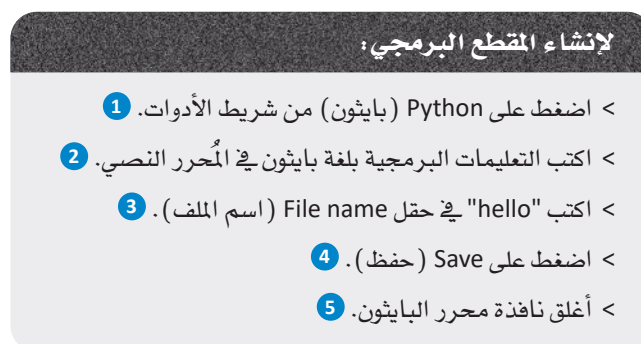 لإنشاء المقطع البرمجي:
> اضغط على Python (بايثون) من شريط الأدوات. 1
> اكتب التعليمات البرمجية بلغة بايثون في المُحرر النصي. 2
> اكتب "hello" في حقل File name (اسم الملف). 3
> اضغط على Save (حفظ). 4
> أغلق نافذة محرر البايثون. 5